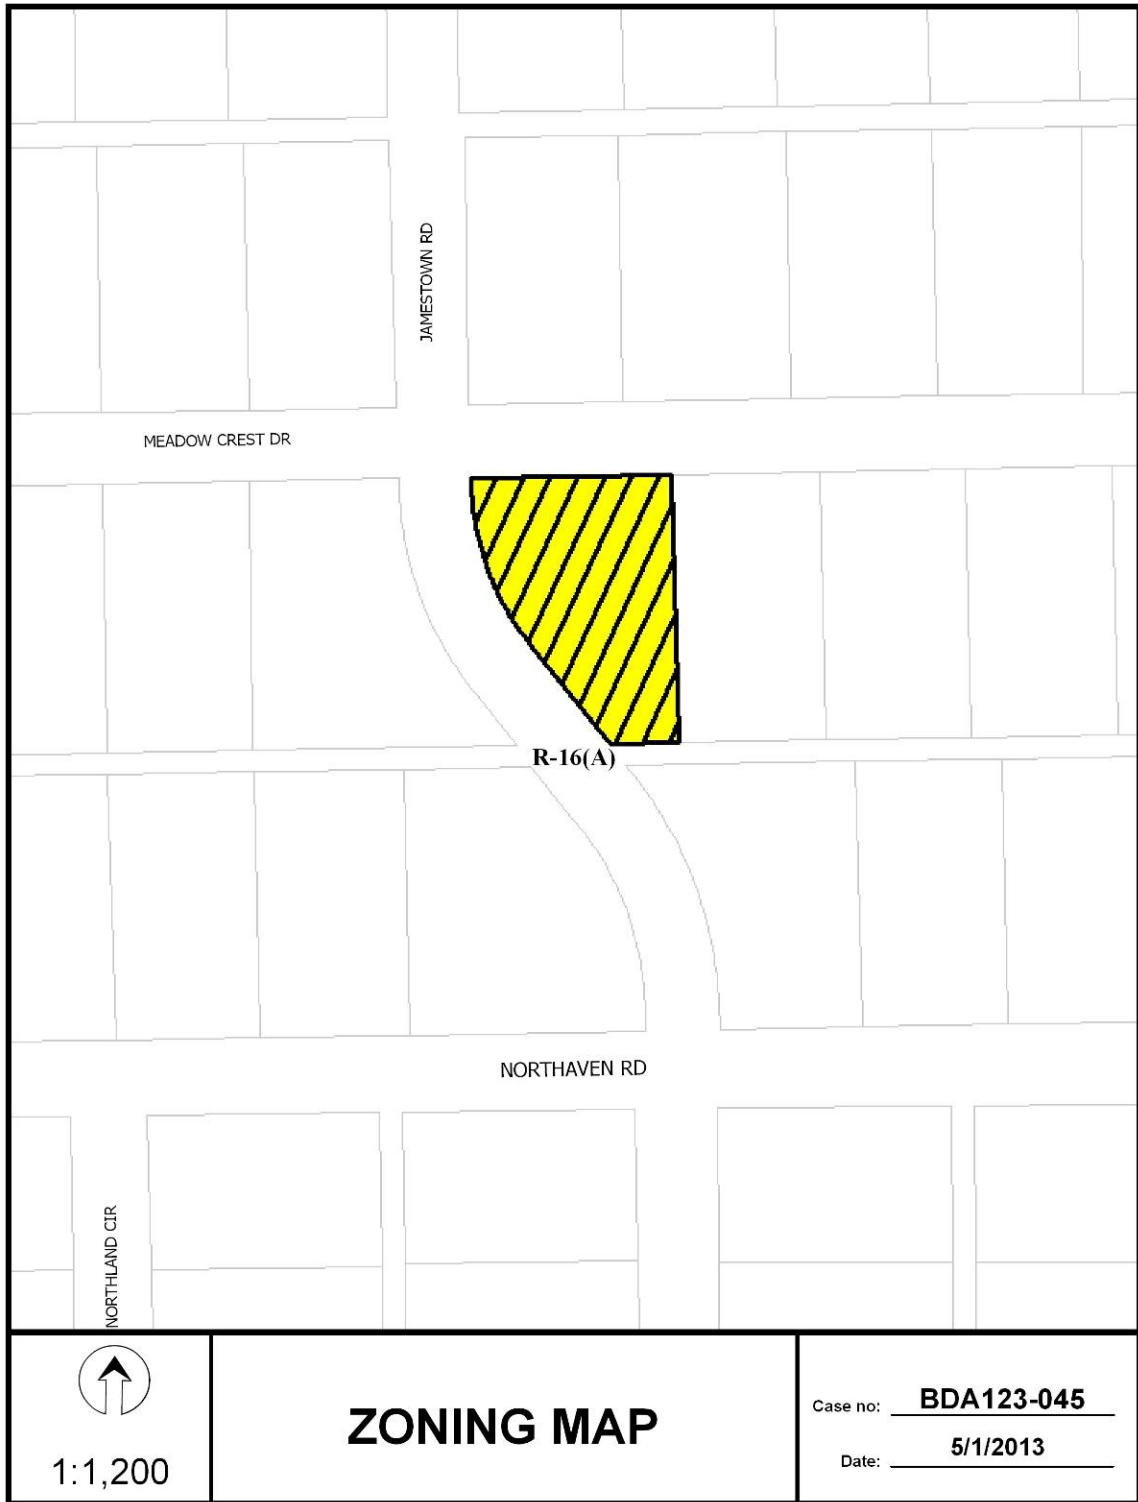 JAMESTOWN RD
MEADOW CREST DR
R-16(A)
NORTHAVEN RD
NORTHLAND CIR
1:1,200
ZONING MAP
Case no: BDA123-045
Date: 5/1/2013